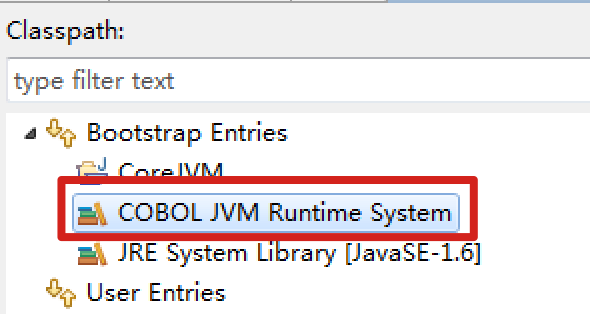 Classpath:
type filter text
Bootstrap Entries
CoreJVM
COBOL JVM Runtime System
JRE System Library [JavaSE-1.6]
User Entries